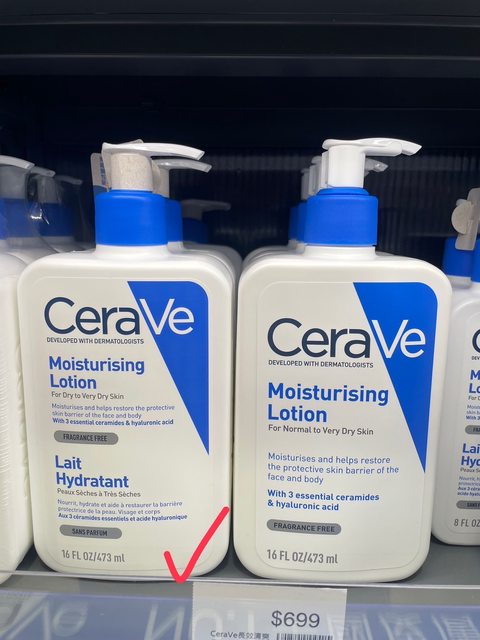 CeraVe
DEVELOPED WITH DERMATOLOGISTS
Moisturising
Lotion
For Dry to Very Dry Skin
Moisturises and helps restore the protective
skin barrier of the face and body
With 3 essential ceramides & hyaluronic acid
FRAGRANCE FREE
Lait
Hydratant
Peaux Sèches à Très Sèches
Nourrit, hydrate et aide à restaurer la barrière
protectrice de la peau. Visage et corps
Aux 3 céramides essentiels et acide hyaluronique
SANS PARFUM
16 FL OZ/473 ml
CeraVe
DEVELOPED WITH DERMATOLOGISTS
Moisturising
Lotion
For Normal to Very Dry Skin
Moisturises and helps restore
the protective skin barrier of the
face and body
With 3 essential ceramides
& hyaluronic acid
FRAGRANCE FREE
16 FL OZ/473 ml
Lait
8 FL OZ
$699